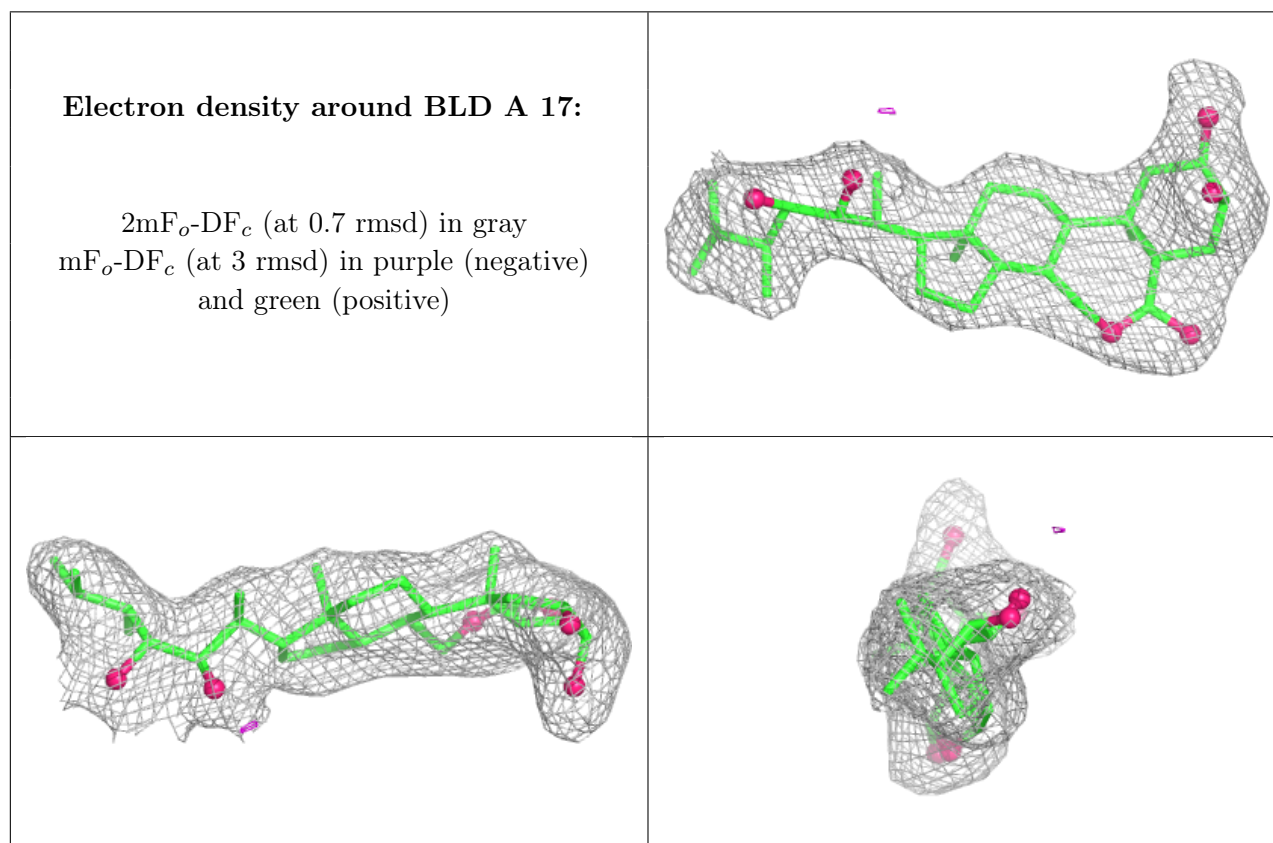 Electron density around BLD A 17:
2mFo-DFc (at 0.7 rmsd) in gray
mFo-DFc (at 3 rmsd) in purple (negative)
and green (positive)